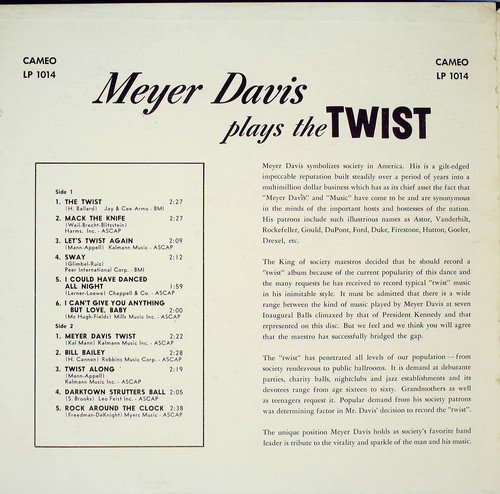 CAMEO
LP 1014
CAMEO
LP 1014
Meyer Davis
plays the TWIST
Side 1
1. THE TWIST 2:27
(H. Ballard) Jay & Cee Armo - BMI
2. MACK THE KNIFE 2:27
(Weil-Brecht-Blitzstein)
Harms, Inc. - ASCAP
3. LET'S TWIST AGAIN 2:09
(Mann-Appell) Kalmann Music - ASCAP
4. SWAY 2:12
(Glimbel-Ruiz)
Peer International Corp. - BMI
5. I COULD HAVE DANCED
ALL NIGHT 1:59
(Lerner-Loewe) Chappell & Co. - ASCAP
6. I CAN'T GIVE YOU ANYTHING
BUT LOVE, BABY 2:00
(Mc Hugh-Fields) Mills Music Inc. - ASCAP
Side 2
1. MEYER DAVIS TWIST 2:22
(Kal Mann) Kalmann Music Inc. - ASCAP
2. BILL BAILEY 2:28
(H. Cannon) Robbins Music Corp. - ASCAP
3. TWIST ALONG 2:19
(Mann-Appell)
Kalmann Music Inc. - ASCAP
4. DARKTOWN STRUTTERS BALL 2:05
(S. Brooks) Leo Feist Inc. - ASCAP
5. ROCK AROUND THE CLOCK 2:38
(Freedman-DeKnight) Myers Music - ASCAP
Meyer Davis symbolizes society in America. His is a gilt-edged
impeccable reputation built steadily over a period of years into a
multimillion dollar business which has as its chief asset the fact that
"Meyer Davis" and "Music" have come to be and are synonymous
in the minds of the important hosts and hostesses of the nation.
His patrons include such illustrious names as Astor, Vanderbilt,
Rockefeller, Gould, DuPont, Ford, Duke, Firestone, Hutton, Goelet,
Drexel, etc.
The King of society maestros decided that he should record a
"twist" album because of the current popularity of this dance and
the many requests he has received to record typical "twist" music
in his inimitable style. It must be admitted that there is a wide
range between the kind of music played by Meyer Davis at seven
Inaugural Balls climaxed by that of President Kennedy and that
represented on this disc. But we feel and we think you will agree
that the maestro has successfully bridged the gap.
The "twist" has penetrated all levels of our population — from
society rendezvous to public ballrooms. It is in demand at debutante
parties, charity balls, nightclubs and jazz establishments and its
devotees range from age sixteen to sixty. Grandmothers as well
as teenagers request it. Popular demand from his society patrons
was determining factor in Mr. Davis' decision to record the "twist".
The unique position Meyer Davis holds as society's favorite band
leader is tribute to the vitality and sparkle of the man and his music.